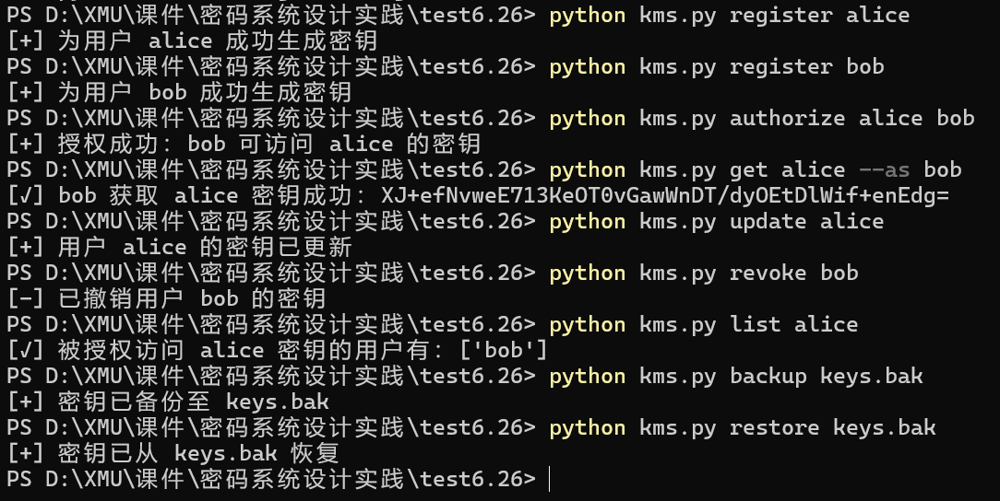 PS D:\XMU\课件\密码系统设计实践\test6.26> python kms.py register alice
[+] 为用户 alice 成功生成密钥
PS D:\XMU\课件\密码系统设计实践\test6.26> python kms.py register bob
[+] 为用户 bob 成功生成密钥
PS D:\XMU\课件\密码系统设计实践\test6.26> python kms.py authorize alice bob
[+] 授权成功：bob 可访问 alice 的密钥
PS D:\XMU\课件\密码系统设计实践\test6.26> python kms.py get alice --as bob
[√] bob 获取 alice 密钥成功：XJ+efNvweE713KeOT0vGawWnDT/dyOEtDlWif+enEdg=
PS D:\XMU\课件\密码系统设计实践\test6.26> python kms.py update alice
[+] 用户 alice 的密钥已更新
PS D:\XMU\课件\密码系统设计实践\test6.26> python kms.py revoke bob
[-] 已撤销用户 bob 的密钥
PS D:\XMU\课件\密码系统设计实践\test6.26> python kms.py list alice
[√] 被授权访问 alice 密钥的用户有：['bob']
PS D:\XMU\课件\密码系统设计实践\test6.26> python kms.py backup keys.bak
[+] 密钥已备份至 keys.bak
PS D:\XMU\课件\密码系统设计实践\test6.26> python kms.py restore keys.bak
[+] 密钥已从 keys.bak 恢复
PS D:\XMU\课件\密码系统设计实践\test6.26>